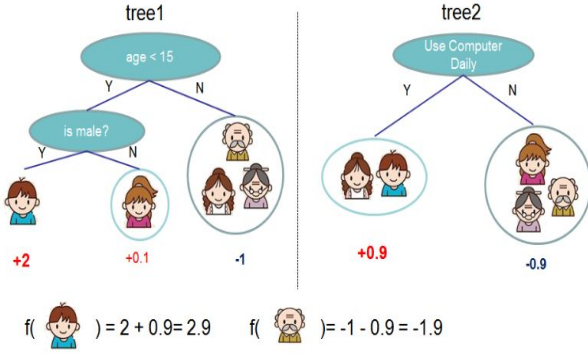 tree1
tree2
age < 15
Use Computer
Daily
Y
N
Y
N
is male?
Y
N
+2
+0.1
-1
+0.9
-0.9
f( ) = 2 + 0.9= 2.9
f( )= -1 - 0.9 = -1.9